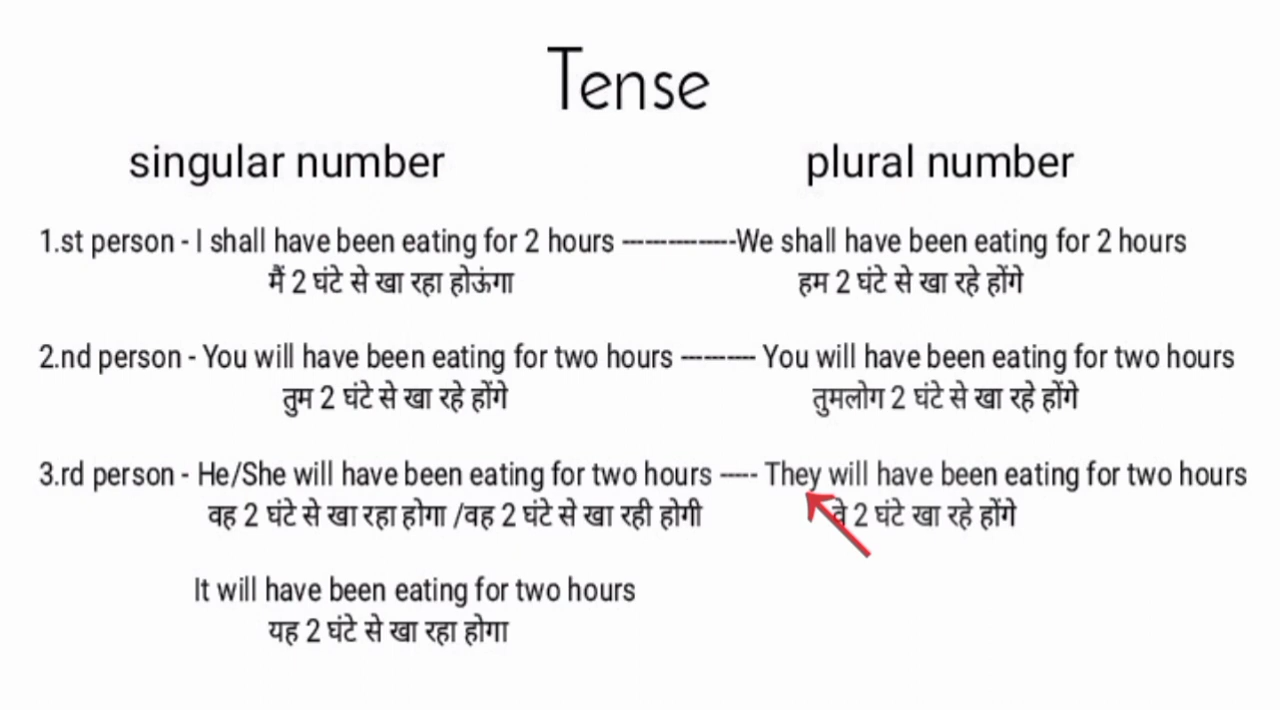 Tense
singular number plural number
1.st person - I shall have been eating for 2 hours -------------We shall have been eating for 2 hours
मैं 2 घंटे से खा रहा होऊंगा हम 2 घंटे से खा रहे होंगे
2.nd person - You will have been eating for two hours --------- You will have been eating for two hours
तुम 2 घंटे से खा रहे होंगे तुमलोग 2 घंटे से खा रहे होंगे
3.rd person - He/She will have been eating for two hours ----- They will have been eating for two hours
वह 2 घंटे से खा रहा होगा /वह 2 घंटे से खा रही होगी वे 2 घंटे खा रहे होंगे
It will have been eating for two hours
यह 2 घंटे से खा रहा होगा